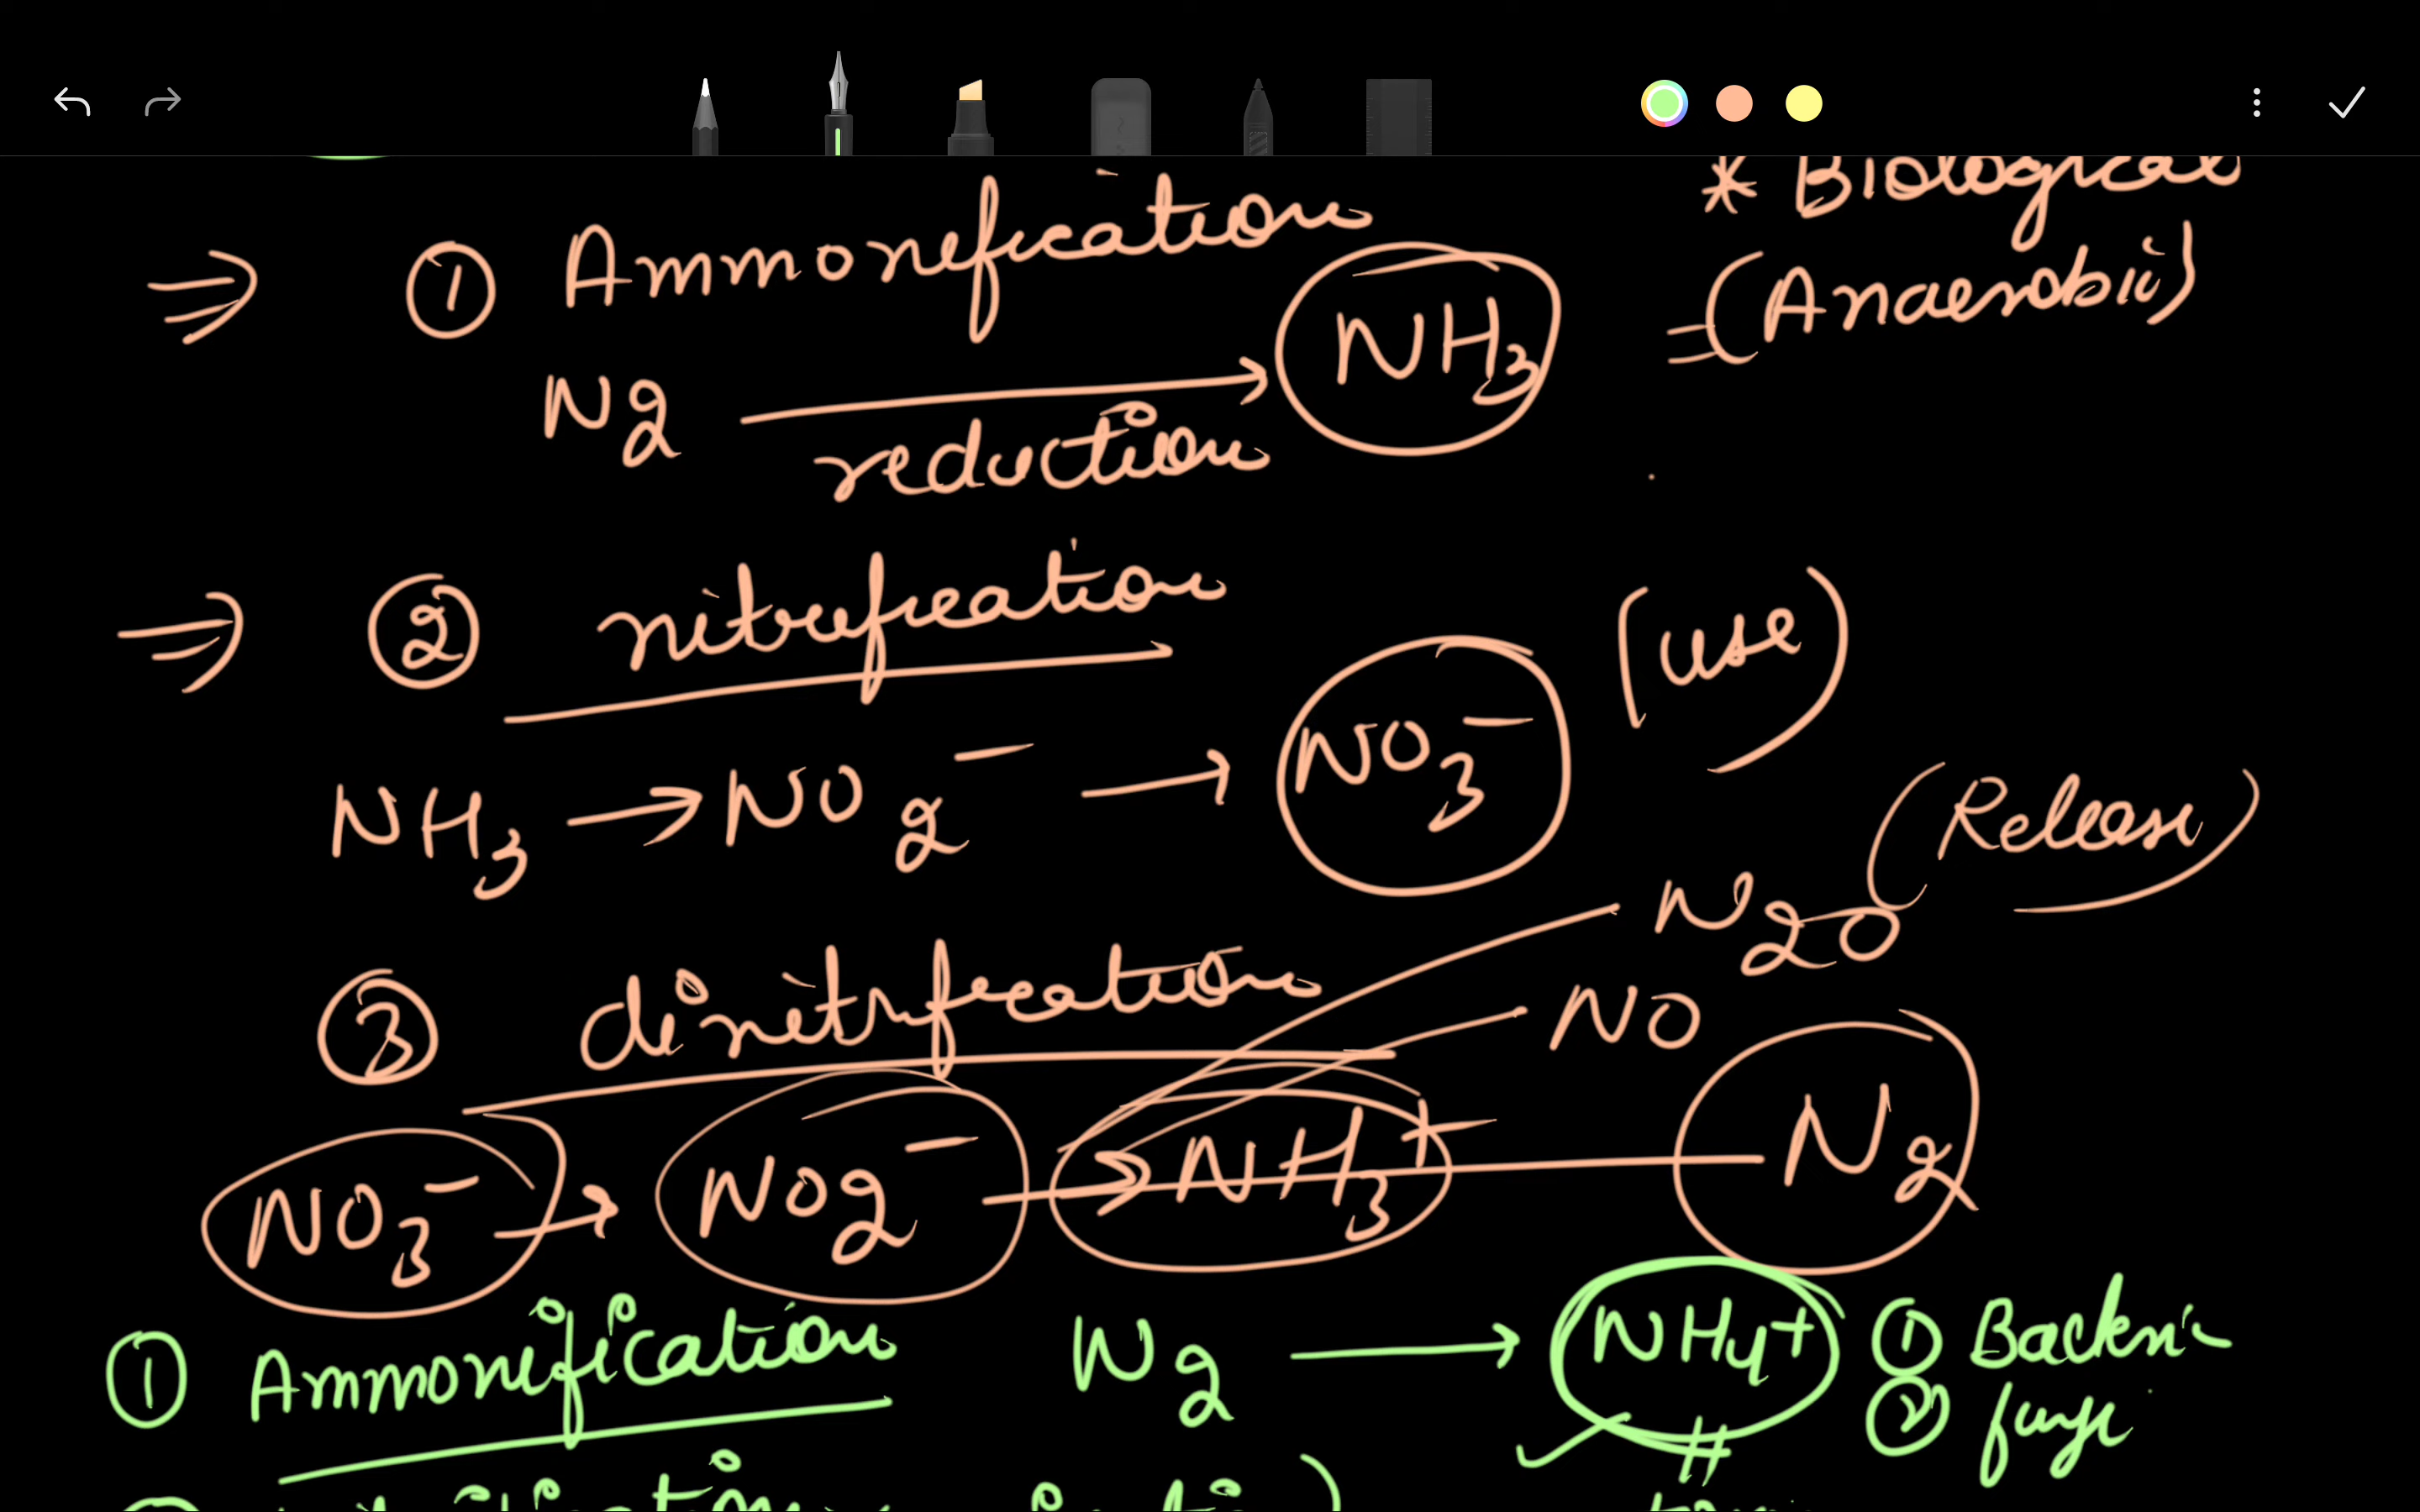 * Biological
⇒ ① Ammonification
(Anaerobic)
N2 → NH3
reduction
⇒ ② nitrification
(use)
NH3 → NO2⁻ → NO3⁻
(Release)
N2O
③ dinitrification
NO
NO3⁻ → NO2⁻ → NH3⁺ N2
① Ammonification N2 → NH4+ ① Bacteri
② fungi